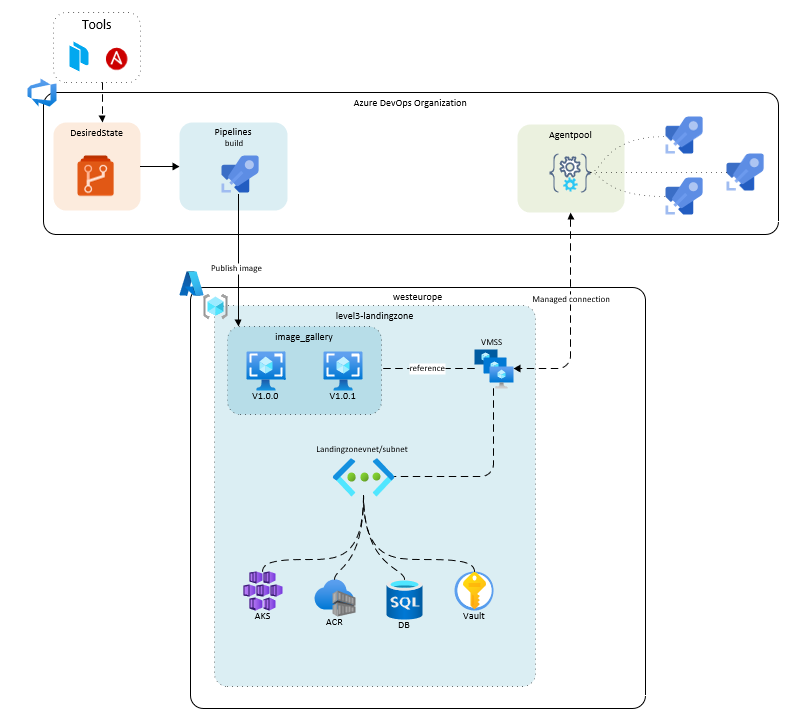 Tools
Azure DevOps Organization
DesiredState
Pipelines
build
Agentpool
Publish image
Managed connection
westeurope
level3-landingzone
image_gallery
V1.0.0
V1.0.1
reference
VMSS
Landingzonevnet/subnet
AKS
ACR
SQL
DB
Vault